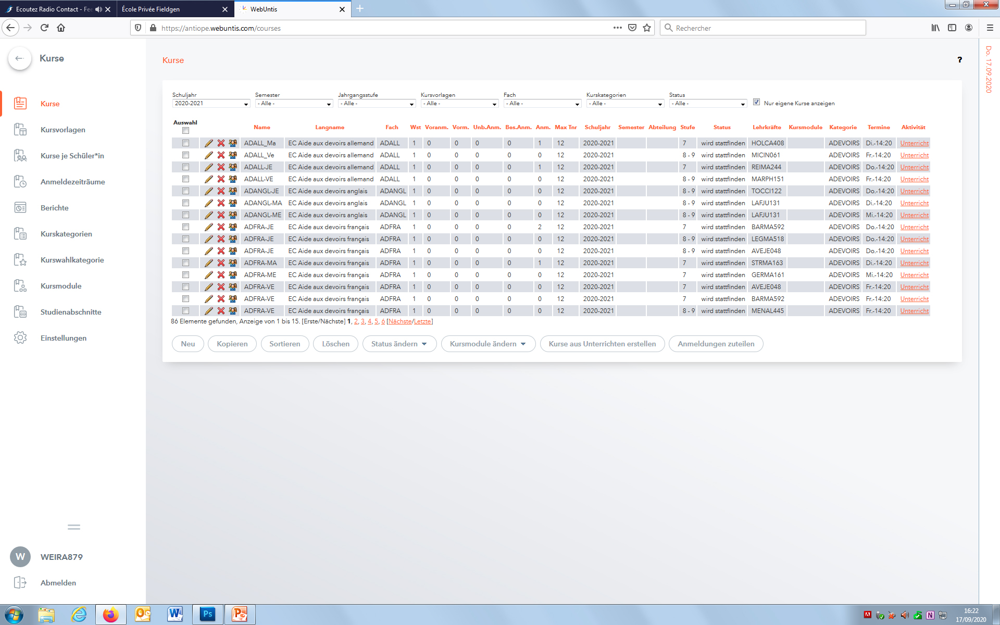 Ecoutez Radio Contact - Fee
École Privée Fieldgen
WebUntis
https://antiope.webuntis.com/courses
Rechercher
Kurse
Kurse
Kursvorlagen
Kurse je Schüler*in
Anmeldezeiträume
Berichte
Kurskategorien
Kurswahlkategorie
Kursmodule
Studienabschnitte
Einstellungen
W WEIRA879
Abmelden
Kurse
?
Do. 17.09.2020
Schuljahr Semester Jahrgangsstufe Kursvorlagen Fach Kurskategorien Status
2020-2021 - Alle - - Alle - - Alle - - Alle - - Alle - - Alle - Nur eigene Kurse anzeigen
Auswahl Name Langname Fach Wst Voranm. Vorm. Unb.Anm. Bes.Anm. Anm. Max Tnr Schuljahr Semester Abteilung Stufe Status Lehrkräfte Kursmodule Kategorie Termine Aktivität
ADALL_Ma EC Aide aux devoirs allemand ADALL 1 0 0 0 0 1 12 2020-2021 7 wird stattfinden HOLCA408 ADEVOIRS Di.-14:20 Unterricht
ADALL_Ve EC Aide aux devoirs allemand ADALL 1 0 0 0 0 0 12 2020-2021 8 - 9 wird stattfinden MICIN061 ADEVOIRS Fr.-14:20 Unterricht
ADALL-JE EC Aide aux devoirs allemand ADALL 1 0 0 0 0 1 12 2020-2021 7 wird stattfinden REIMA244 ADEVOIRS Do.-14:20 Unterricht
ADALL-VE EC Aide aux devoirs allemand ADALL 1 0 0 0 0 0 12 2020-2021 8 - 9 wird stattfinden MARPH151 ADEVOIRS Fr.-14:20 Unterricht
ADANGL-JE EC Aide aux devoirs anglais ADANGL 1 0 0 0 0 0 12 2020-2021 8 - 9 wird stattfinden TOCCI122 ADEVOIRS Do.-14:20 Unterricht
ADANGL-MA EC Aide aux devoirs anglais ADANGL 1 0 0 0 0 0 12 2020-2021 8 - 9 wird stattfinden LAFJU131 ADEVOIRS Di.-14:20 Unterricht
ADANGL-ME EC Aide aux devoirs anglais ADANGL 1 0 0 0 0 0 12 2020-2021 8 - 9 wird stattfinden LAFJU131 ADEVOIRS Mi.-14:20 Unterricht
ADFRA-JE EC Aide aux devoirs français ADFRA 1 0 0 0 0 2 12 2020-2021 7 wird stattfinden BARMA592 ADEVOIRS Do.-14:20 Unterricht
ADFRA-JE EC Aide aux devoirs français ADFRA 1 0 0 0 0 0 12 2020-2021 8 - 9 wird stattfinden LEGMA518 ADEVOIRS Do.-14:20 Unterricht
ADFRA-JE EC Aide aux devoirs français ADFRA 1 0 0 0 0 0 12 2020-2021 8 - 9 wird stattfinden AVEJE048 ADEVOIRS Do.-14:20 Unterricht
ADFRA-MA EC Aide aux devoirs français ADFRA 1 0 0 0 0 1 12 2020-2021 7 wird stattfinden STRMA163 ADEVOIRS Di.-14:20 Unterricht
ADFRA-ME EC Aide aux devoirs français ADFRA 1 0 0 0 0 0 12 2020-2021 7 wird stattfinden GERMA161 ADEVOIRS Mi.-14:20 Unterricht
ADFRA-VE EC Aide aux devoirs français ADFRA 1 0 0 0 0 0 12 2020-2021 7 wird stattfinden AVEJE048 ADEVOIRS Fr.-14:20 Unterricht
ADFRA-VE EC Aide aux devoirs français ADFRA 1 0 0 0 0 0 12 2020-2021 7 wird stattfinden BARMA592 ADEVOIRS Fr.-14:20 Unterricht
ADFRA-VE EC Aide aux devoirs français ADFRA 1 0 0 0 0 0 12 2020-2021 8 - 9 wird stattfinden MENAL445 ADEVOIRS Fr.-14:20 Unterricht
86 Elemente gefunden, Anzeige von 1 bis 15. [Erste/Nächste] 1, 2, 3, 4, 5, 6 [Nächste/Letzte]
Neu Kopieren Sortieren Löschen Status ändern Kursmodule ändern Kurse aus Unterrichten erstellen Anmeldungen zuteilen
Ps
16:22
17/09/2020